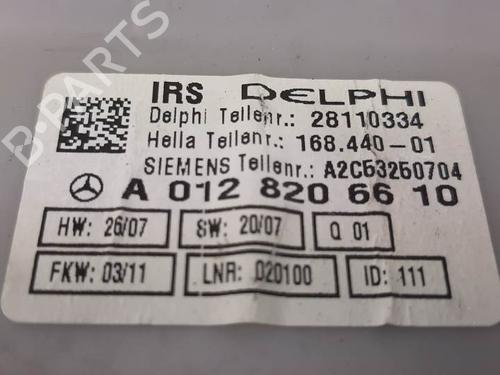 B-PARTS
IRS DELPHI
Delphi Teilenr.: 28110334
Hella Teilenr.: 168.440-01
SIEMENS Teilenr.: A2C53250704
A 012 820 66 10
HW: 26/07
SW: 20/07
Q 01
FKW: 03/11
LNR: 020100
ID: 111